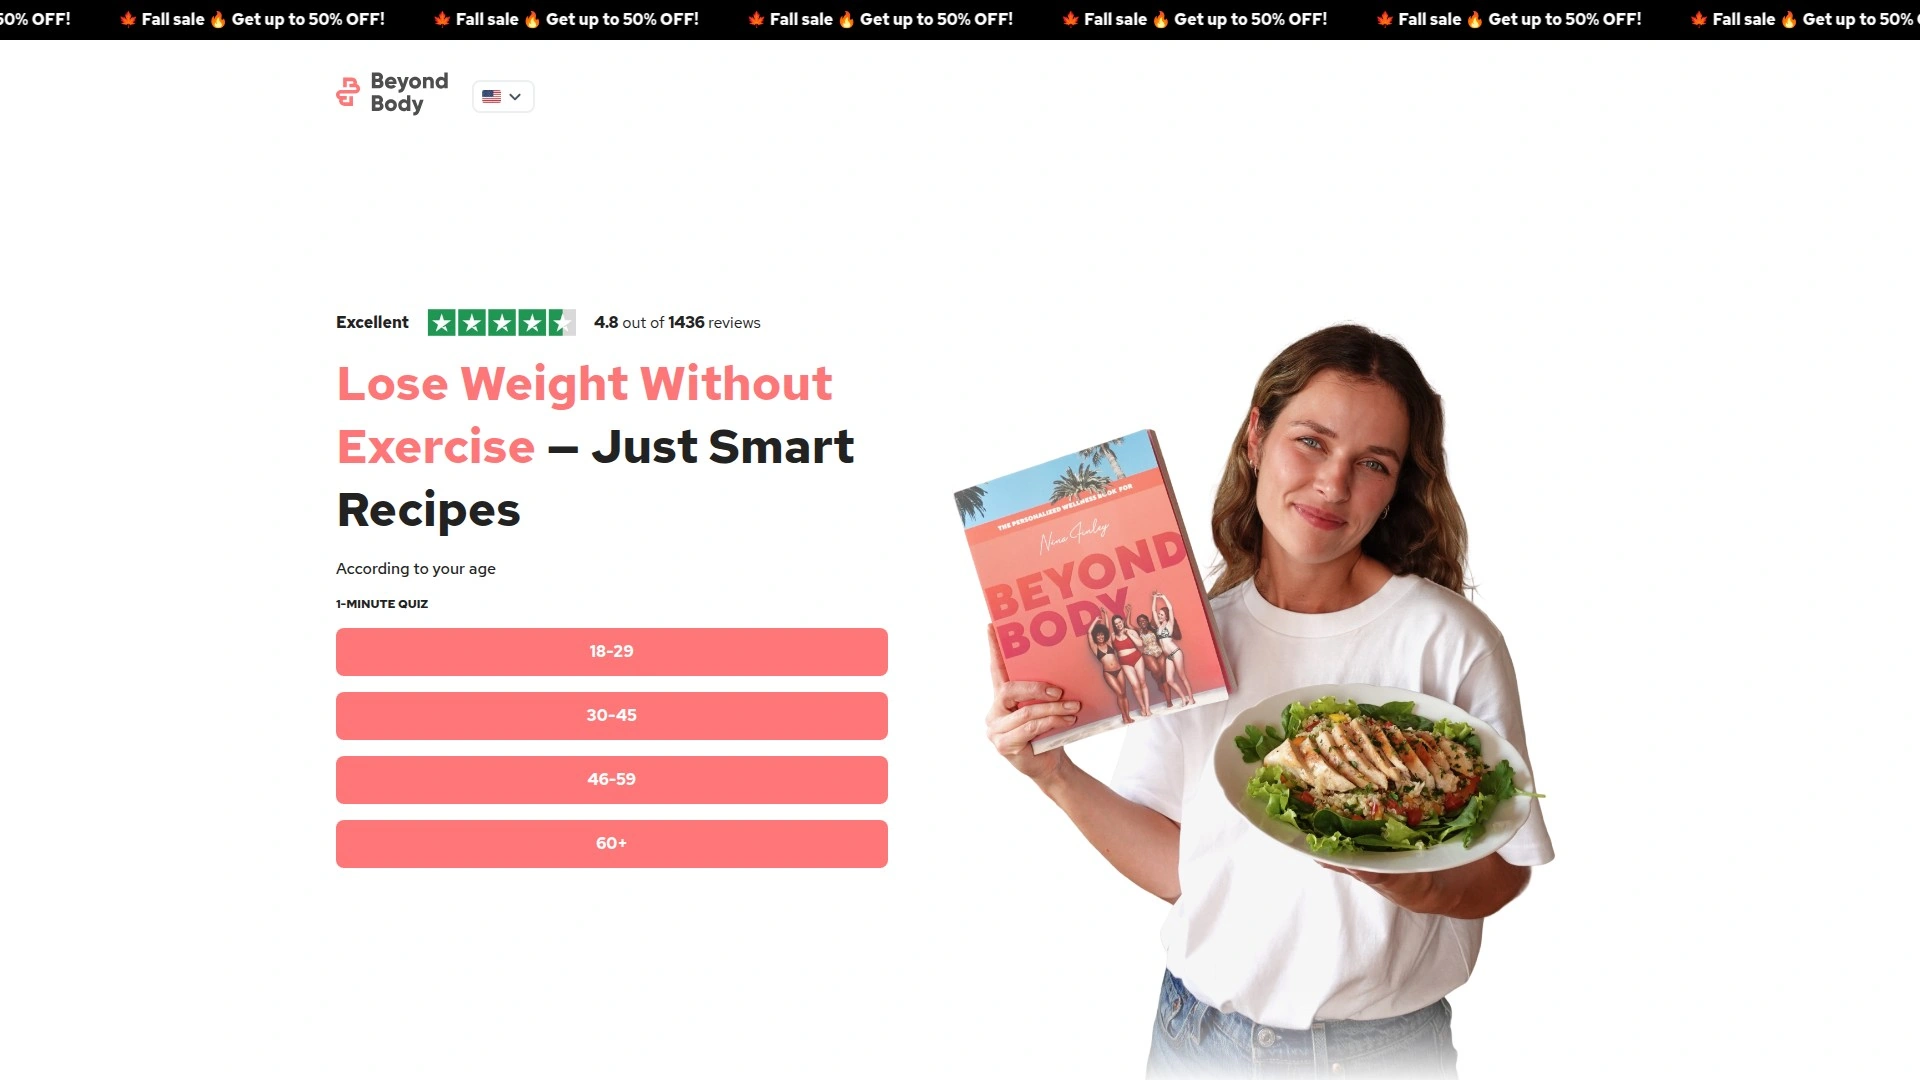 50% OFF! 🍁 Fall sale 🔥 Get up to 50% OFF! 🍁 Fall sale 🔥 Get up to 50% OFF! 🍁 Fall sale 🔥 Get up to 50% OFF! 🍁 Fall sale 🔥 Get up to 50% OFF! 🍁 Fall sale 🔥 Get up to 50% OFF! 🍁 Fall sale 🔥 Get up to 50%
Beyond
Body
Excellent 4.8 out of 1436 reviews
Lose Weight Without
Exercise – Just Smart
Recipes
According to your age
1-MINUTE QUIZ
18-29
30-45
46-59
60+
THE PERSONALIZED WELLNESS BOOK FOR
Nina Finley
BEYOND
BODY